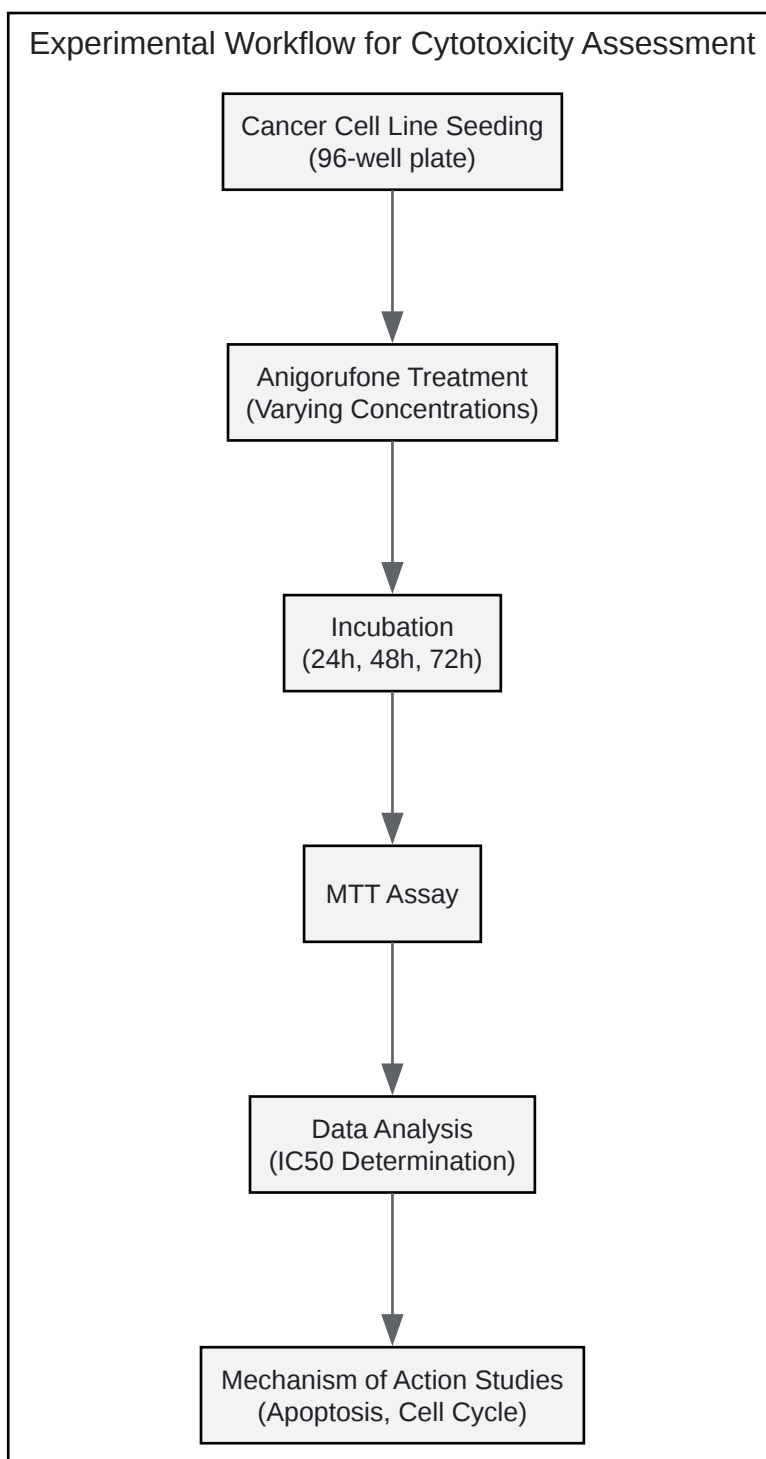 Experimental Workflow for Cytotoxicity Assessment
Cancer Cell Line Seeding
(96-well plate)
Anigorufone Treatment
(Varying Concentrations)
Incubation
(24h, 48h, 72h)
MTT Assay
Data Analysis
(IC50 Determination)
Mechanism of Action Studies
(Apoptosis, Cell Cycle)